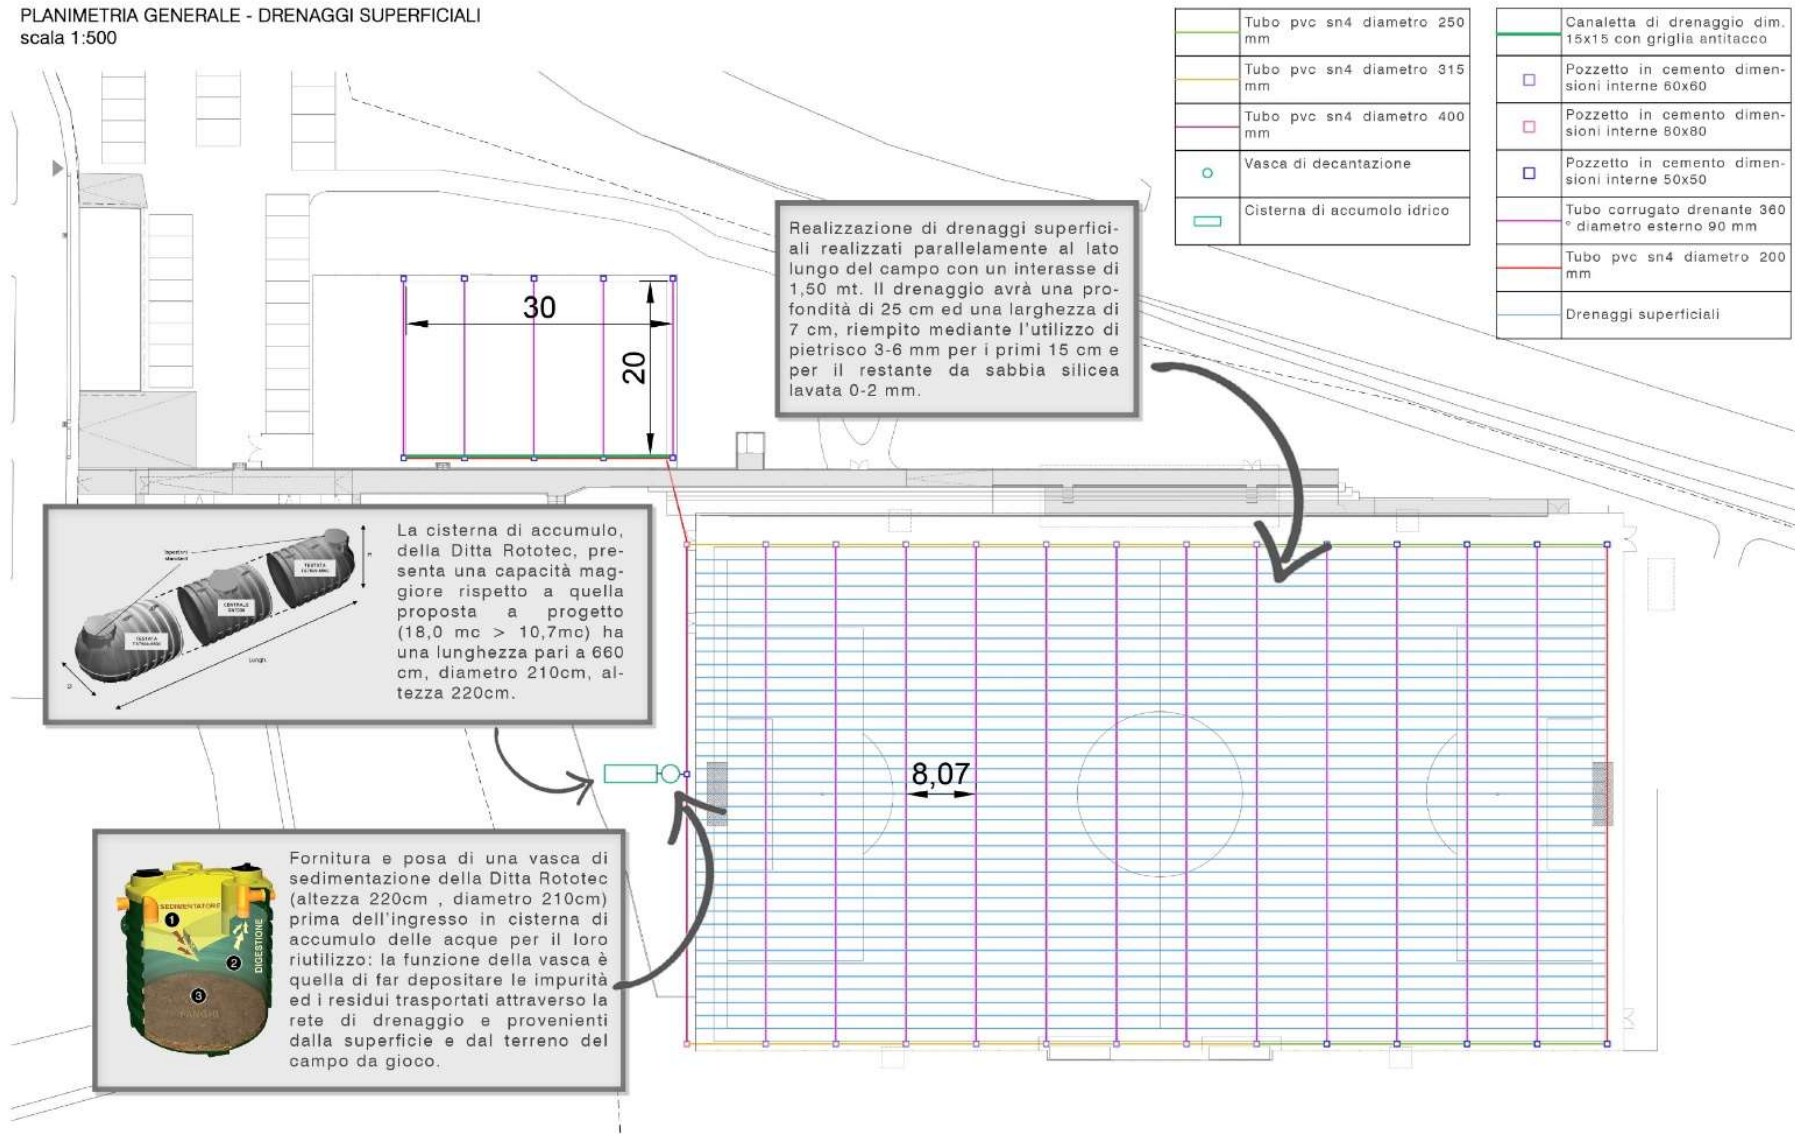 PLANIMETRIA GENERALE - DRENAGGI SUPERFICIALI
scala 1:500
Tubo pvc sn4 diametro 250
mm
Tubo pvc sn4 diametro 315
mm
Tubo pvc sn4 diametro 400
mm
Vasca di decantazione
Cisterna di accumolo idrico
Canaletta di drenaggio dim.
15x15 con griglia antitacco
Pozzetto in cemento dimen-
sioni interne 60x60
Pozzetto in cemento dimen-
sioni interne 80x80
Pozzetto in cemento dimen-
sioni interne 50x50
Tubo corrugato drenante 360
° diametro esterno 90 mm
Tubo pvc sn4 diametro 200
mm
Drenaggi superficiali
Realizzazione di drenaggi superfici-
ali realizzati parallelamente al lato
lungo del campo con un interasse di
1,50 mt. Il drenaggio avrà una pro-
fondità di 25 cm ed una larghezza di
7 cm, riempito mediante l'utilizzo di
pietrisco 3-6 mm per i primi 15 cm e
per il restante da sabbia silicea
lavata 0-2 mm.
30
20
La cisterna di accumulo,
della Ditta Rototec, pre-
senta una capacità mag-
giore rispetto a quella
proposta a progetto
(18,0 mc > 10,7mc) ha
una lunghezza pari a 660
cm, diametro 210cm, al-
tezza 220cm.
TESTATA
CENTRALE
TESTATA
Lungh.
8,07
Fornitura e posa di una vasca di
sedimentazione della Ditta Rototec
(altezza 220cm , diametro 210cm)
prima dell'ingresso in cisterna di
accumulo delle acque per il loro
riutilizzo: la funzione della vasca è
quella di far depositare le impurità
ed i residui trasportati attraverso la
rete di drenaggio e provenienti
dalla superficie e dal terreno del
campo da gioco.
SEDIMENTATORE
1
2
DIGESTIONE
3
FANGHI